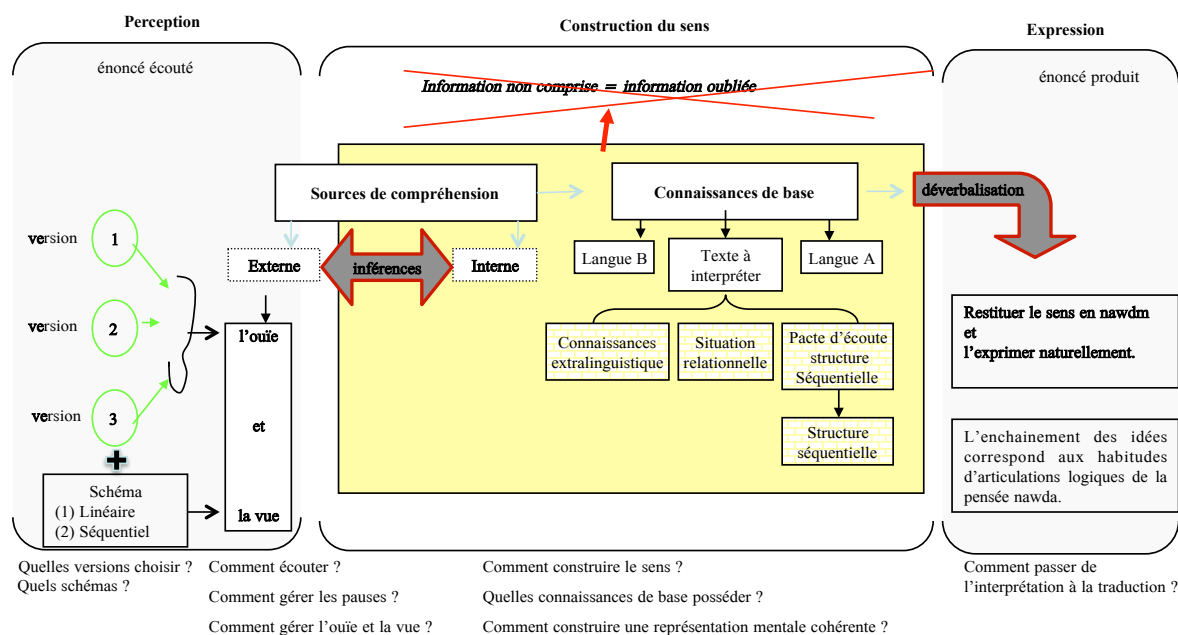 Perception
Construction du sens
Expression
énoncé écouté
Information non comprise = information oubliée
énoncé produit
Sources de compréhension
Connaissances de base
déverbalisation
version
1
Externe
inférences
Interne
Langue B
Texte à
interpréter
Langue A
version
2
l'ouïe
et
la vue
version
3
Connaissances
extralinguistique
Situation
relationnelle
Pacte d'écoute
structure
Séquentielle
Structure
séquentielle
Restituer le sens en nawdm
et
l'exprimer naturellement.
L'enchainement des idées
correspond aux habitudes
d'articulations logiques de la
pensée nawda.
+
Schéma
(1) Linéaire
(2) Séquentiel
Quelles versions choisir ?
Quels schémas ?
Comment écouter ?
Comment gérer les pauses ?
Comment gérer l'ouïe et la vue ?
Comment construire le sens ?
Quelles connaissances de base posséder ?
Comment construire une représentation mentale cohérente ?
Comment passer de
l'interprétation à la traduction ?